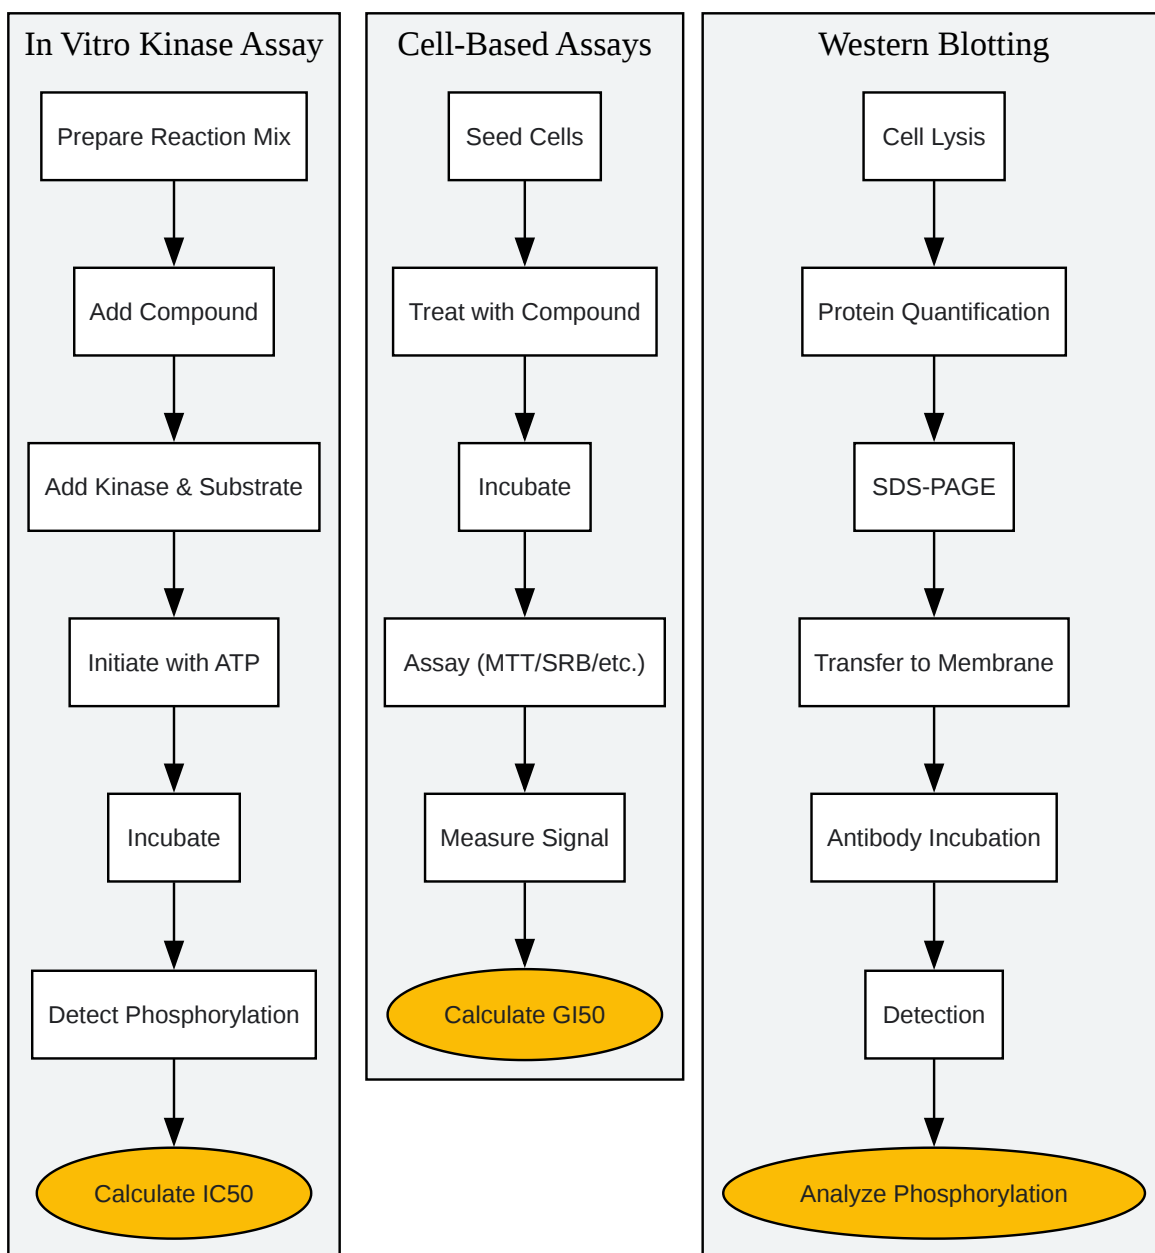 In Vitro Kinase Assay
Prepare Reaction Mix
Add Compound
Add Kinase & Substrate
Initiate with ATP
Incubate
Detect Phosphorylation
Calculate IC50
Cell-Based Assays
Seed Cells
Treat with Compound
Incubate
Assay (MTT/SRB/etc.)
Measure Signal
Calculate GI50
Western Blotting
Cell Lysis
Protein Quantification
SDS-PAGE
Transfer to Membrane
Antibody Incubation
Detection
Analyze Phosphorylation